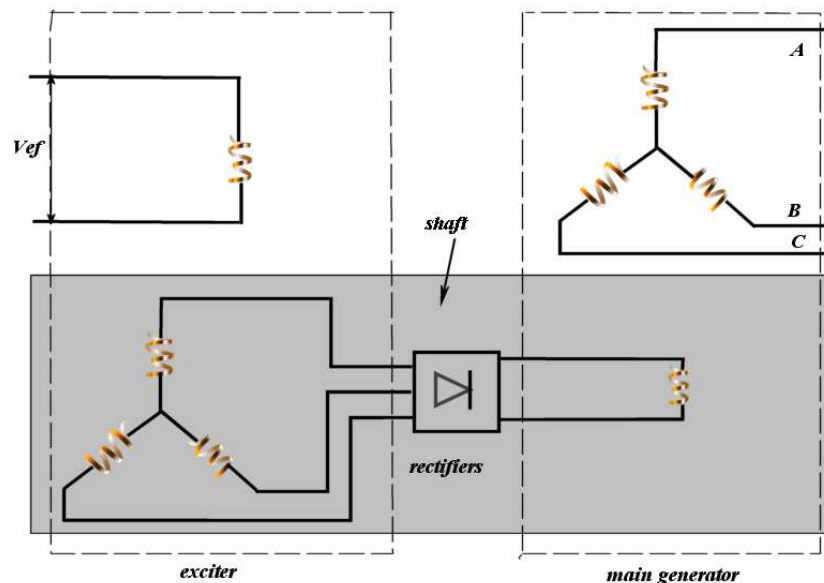 A
Vef
shaft
B
C
rectifiers
exciter
main generator